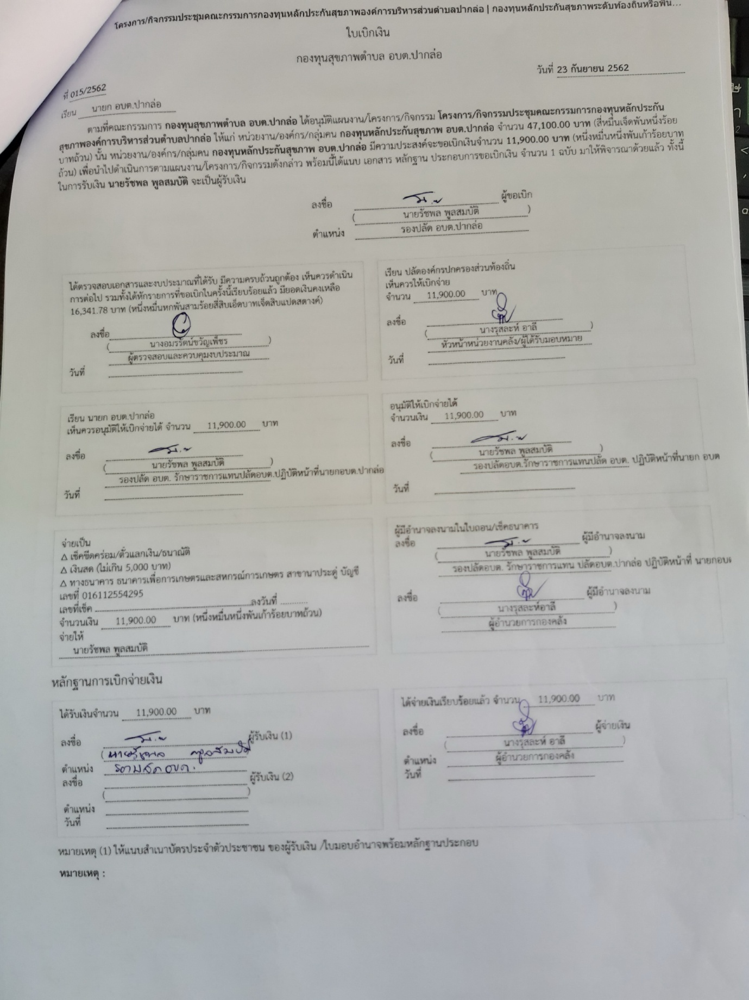 โครงการ/กิจกรรมประชุมคณะกรรมการกองทุนหลักประกันสุขภาพองค์การบริหารส่วนตำบลปากล่อ | กองทุนหลักประกันสุขภาพระดับท้องถิ่นหรือพื้น...
ใบเบิกเงิน
กองทุนสุขภาพตำบล อบต.ปากล่อ
วันที่ 23 กันยายน 2562
ที่ 015/2562
เรียน นายก อบต.ปากล่อ
ตามที่คณะกรรมการ กองทุนสุขภาพตำบล อบต.ปากล่อ ได้อนุมัติแผนงาน/โครงการ/กิจกรรม โครงการ/กิจกรรมประชุมคณะกรรมการกองทุนหลักประกัน
สุขภาพองค์การบริหารส่วนตำบลปากล่อ ให้แก่ หน่วยงาน/องค์กร/กลุ่มคน กองทุนหลักประกันสุขภาพ อบต.ปากล่อ จำนวน 47,100.00 บาท (สี่หมื่นเจ็ดพันหนึ่งร้อย
บาทถ้วน) นั้น หน่วยงาน/องค์กร/กลุ่มคน กองทุนหลักประกันสุขภาพ อบต.ปากล่อ มีความประสงค์จะขอเบิกเงินจำนวน 11,900.00 บาท (หนึ่งหมื่นหนึ่งพันเก้าร้อยบาท
ถ้วน) เพื่อนำไปดำเนินการตามแผนงาน/โครงการ/กิจกรรมดังกล่าว พร้อมนี้ได้แนบ เอกสาร หลักฐาน ประกอบการขอเบิกเงิน จำนวน 1 ฉบับ มาให้พิจารณาด้วยแล้ว ทั้งนี้
ในการรับเงิน นายรัชพล พูลสมบัติ จะเป็นผู้รับเงิน
ลงชื่อ ผู้ขอเบิก
( นายรัชพล พูลสมบัติ )
ตำแหน่ง รองปลัด อบต.ปากล่อ
ได้ตรวจสอบเอกสารและงบประมาณที่ได้รับ มีความครบถ้วนถูกต้อง เห็นควรดำเนิน
การต่อไป รวมทั้งได้หักรายการที่ขอเบิกในครั้งนี้เรียบร้อยแล้ว มียอดเงินคงเหลือ
16,341.78 บาท (หนึ่งหมื่นหกพันสามร้อยสี่สิบเอ็ดบาทเจ็ดสิบแปดสตางค์)
ลงชื่อ
( นางอมรรัตน์ขวัญเพ็ชร )
ผู้ตรวจสอบและควบคุมงบประมาณ
วันที่
เรียน ปลัดองค์กรปกครองส่วนท้องถิ่น
เห็นควรให้เบิกจ่าย
จำนวน 11,900.00 บาท
ลงชื่อ
( นางรุสละห์ อาลี )
หัวหน้าหน่วยงานคลัง/ผู้ได้รับมอบหมาย
วันที่
เรียน นายก อบต.ปากล่อ
เห็นควรอนุมัติให้เบิกจ่ายได้ จำนวน 11,900.00 บาท
ลงชื่อ
( นายรัชพล พูลสมบัติ )
รองปลัด อบต. รักษาราชการแทนปลัดอบต.ปฏิบัติหน้าที่นายกอบต.ปากล่อ
วันที่
อนุมัติให้เบิกจ่ายได้
จำนวนเงิน 11,900.00 บาท
ลงชื่อ
( นายรัชพล พูลสมบัติ )
รองปลัดอบต.รักษาราชการแทนปลัด อบต. ปฏิบัติหน้าที่นายก อบต
วันที่
จ่ายเป็น
Δ เช็คขีดคร่อม/ตั๋วแลกเงิน/ธนาณัติ
Δ เงินสด (ไม่เกิน 5,000 บาท)
Δ ทางธนาคาร ธนาคารเพื่อการเกษตรและสหกรณ์การเกษตร สาขานาประดู่ บัญชี
เลขที่ 016112554295
เลขที่เช็ค ลงวันที่
จำนวนเงิน 11,900.00 บาท (หนึ่งหมื่นหนึ่งพันเก้าร้อยบาทถ้วน)
จ่ายให้
นายรัชพล พูลสมบัติ
ผู้มีอำนาจลงนามในใบถอน/เช็คธนาคาร
ลงชื่อ ผู้มีอำนาจลงนาม
( นายรัชพล พูลสมบัติ )
รองปลัดอบต. รักษาราชการแทน ปลัดอบต.ปากล่อ ปฏิบัติหน้าที่ นายกอบ
ลงชื่อ ผู้มีอำนาจลงนาม
( นางรุสละห์อาลี )
ผู้อำนวยการกองคลัง
หลักฐานการเบิกจ่ายเงิน
ได้รับเงินจำนวน 11,900.00 บาท
ลงชื่อ ผู้รับเงิน (1)
( นายรัชพล พูลสมบัติ
ตำแหน่ง รองปลัด อบต.
ลงชื่อ ผู้รับเงิน (2)
( )
ตำแหน่ง
วันที่
ได้จ่ายเงินเรียบร้อยแล้ว จำนวน 11,900.00 บาท
ลงชื่อ ผู้จ่ายเงิน
( นางรุสละห์ อาลี )
ตำแหน่ง ผู้อำนวยการกองคลัง
วันที่
หมายเหตุ (1) ให้แนบสำเนาบัตรประจำตัวประชาชน ของผู้รับเงิน /ใบมอบอำนาจพร้อมหลักฐานประกอบ
หมายเหตุ :